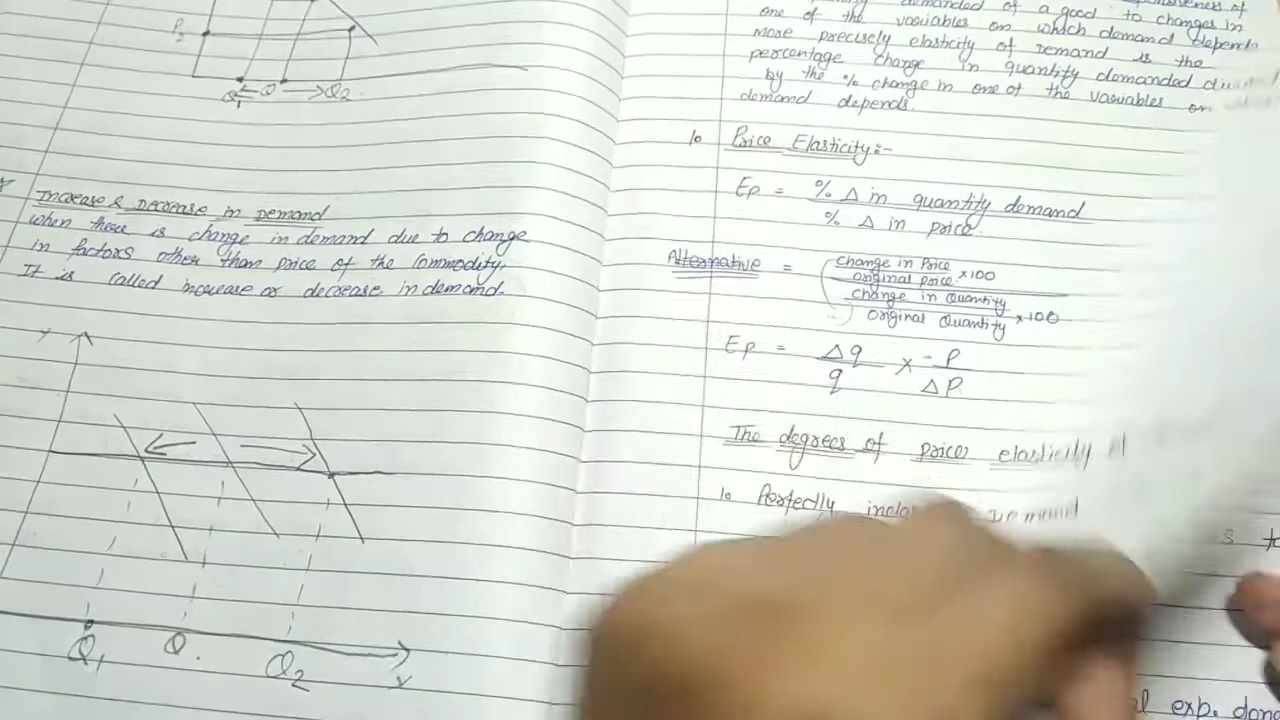 P2
Q1 Q Q2
Increase & Decrease in Demand
when there is change in demand due to change
in factors other than price of the commodity.
It is called increase or decrease in demand.
Y
Q1 Q. Q2
X
demanded of a good to changes in
one of the variables on which demand depends
more precisely elasticity of demand is the
percentage change in quantity demanded
by the % change in one of the variables on
demand depends.
1. Price Elasticity:-
Ep = % Δ in quantity demand
% Δ in price.
Alternative = change in Price
original price ×100
change in Quantity
original Quantity ×100
Ep = Δq × -P
q ΔP
The degrees of price elasticity
1. Perfectly Demand
exp. done